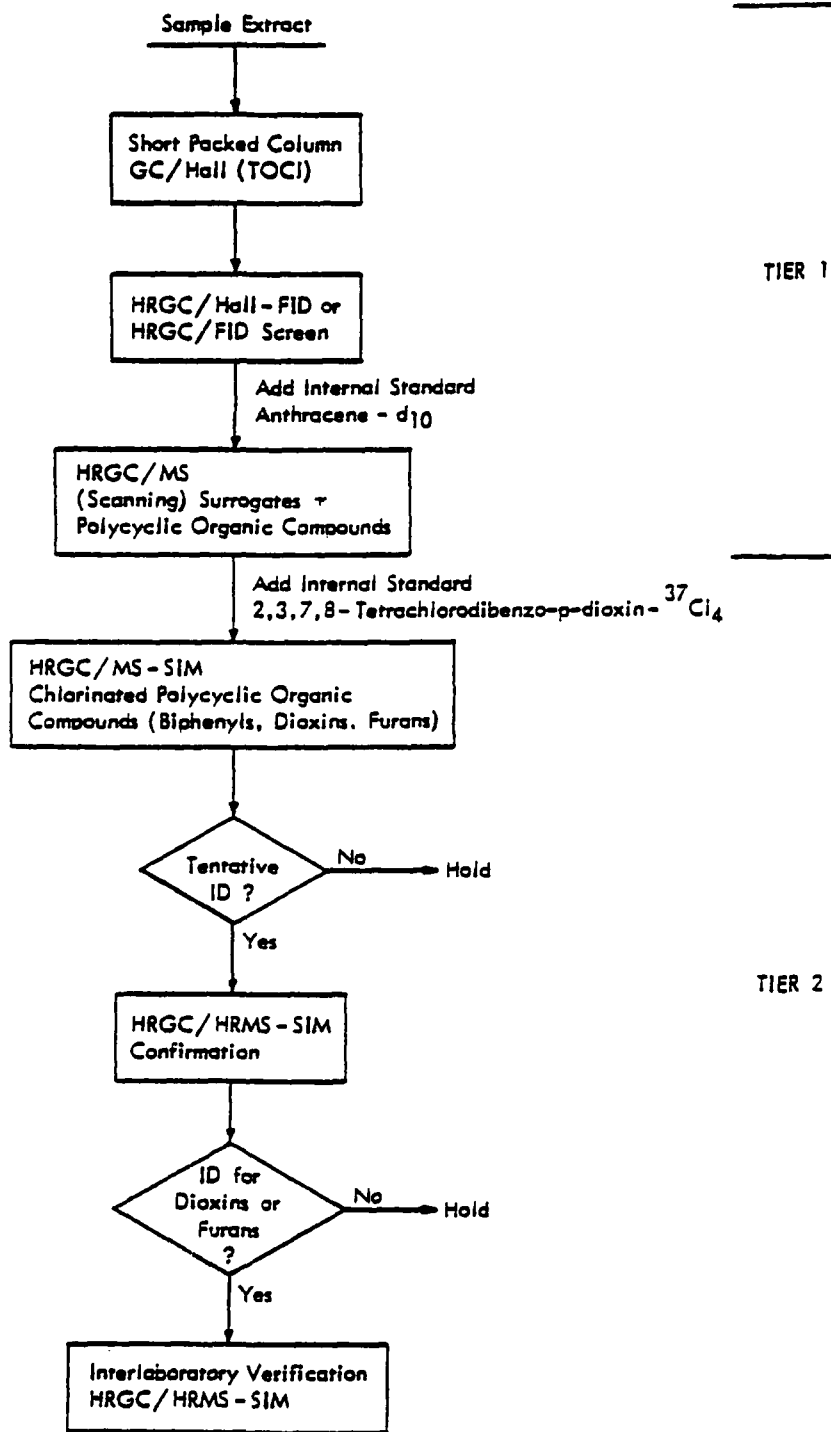 Sample Extract
Short Packed Column
GC/Hall (TOCl)
TIER 1
HRGC/Hall-FID or
HRGC/FID Screen
Add Internal Standard
Anthracene - d10
HRGC/MS
(Scanning) Surrogates +
Polycyclic Organic Compounds
Add Internal Standard
2,3,7,8-Tetrachlorodibenzo-p-dioxin-37Cl4
HRGC/MS-SIM
Chlorinated Polycyclic Organic
Compounds (Biphenyls, Dioxins, Furans)
Tentative
ID ?
No
Hold
Yes
TIER 2
HRGC/HRMS-SIM
Confirmation
ID for
Dioxins or
Furans
?
No
Hold
Yes
Interlaboratory Verification
HRGC/HRMS-SIM